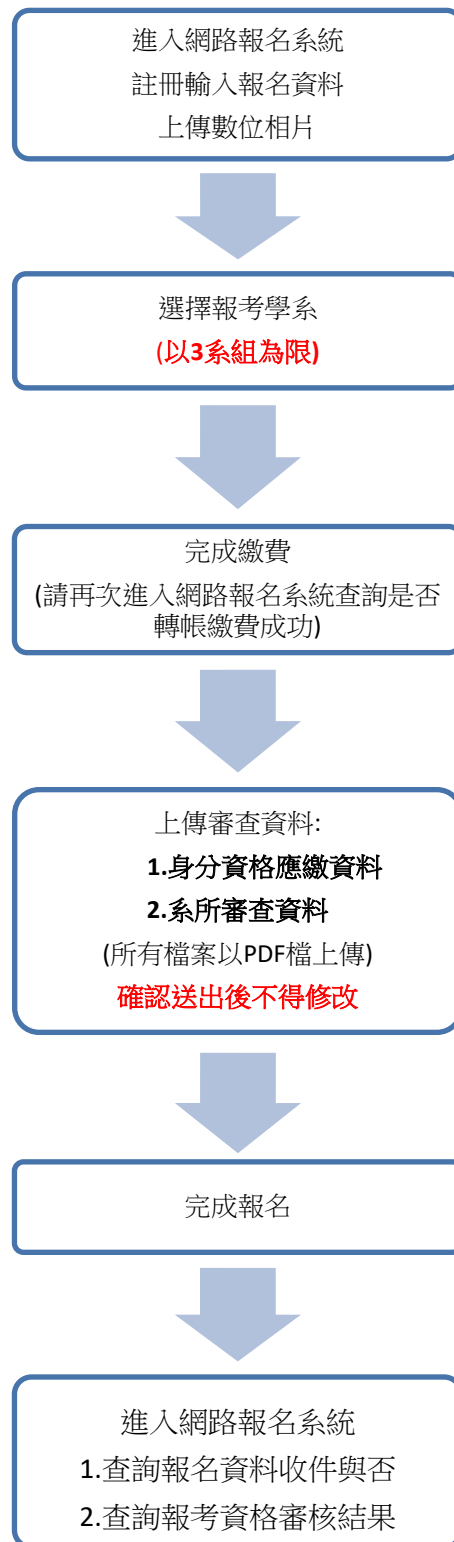 進入網路報名系統
註冊輸入報名資料
上傳數位相片
選擇報考學系
(以3系組為限)
完成繳費
(請再次進入網路報名系統查詢是否
轉帳繳費成功)
上傳審查資料:
1.身分資格應繳資料
2.系所審查資料
(所有檔案以PDF檔上傳)
確認送出後不得修改
完成報名
進入網路報名系統
1.查詢報名資料收件與否
2.查詢報考資格審核結果